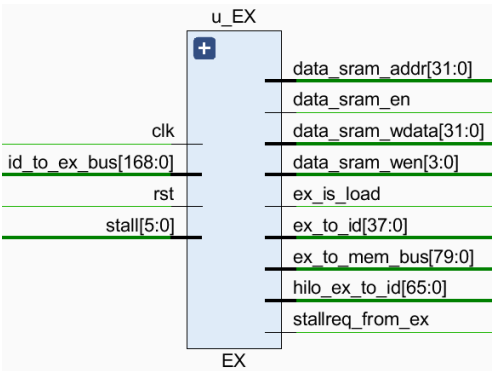 u_EX
clk
id_to_ex_bus[168:0]
rst
stall[5:0]
data_sram_addr[31:0]
data_sram_en
data_sram_wdata[31:0]
data_sram_wen[3:0]
ex_is_load
ex_to_id[37:0]
ex_to_mem_bus[79:0]
hilo_ex_to_id[65:0]
stallreq_from_ex
EX